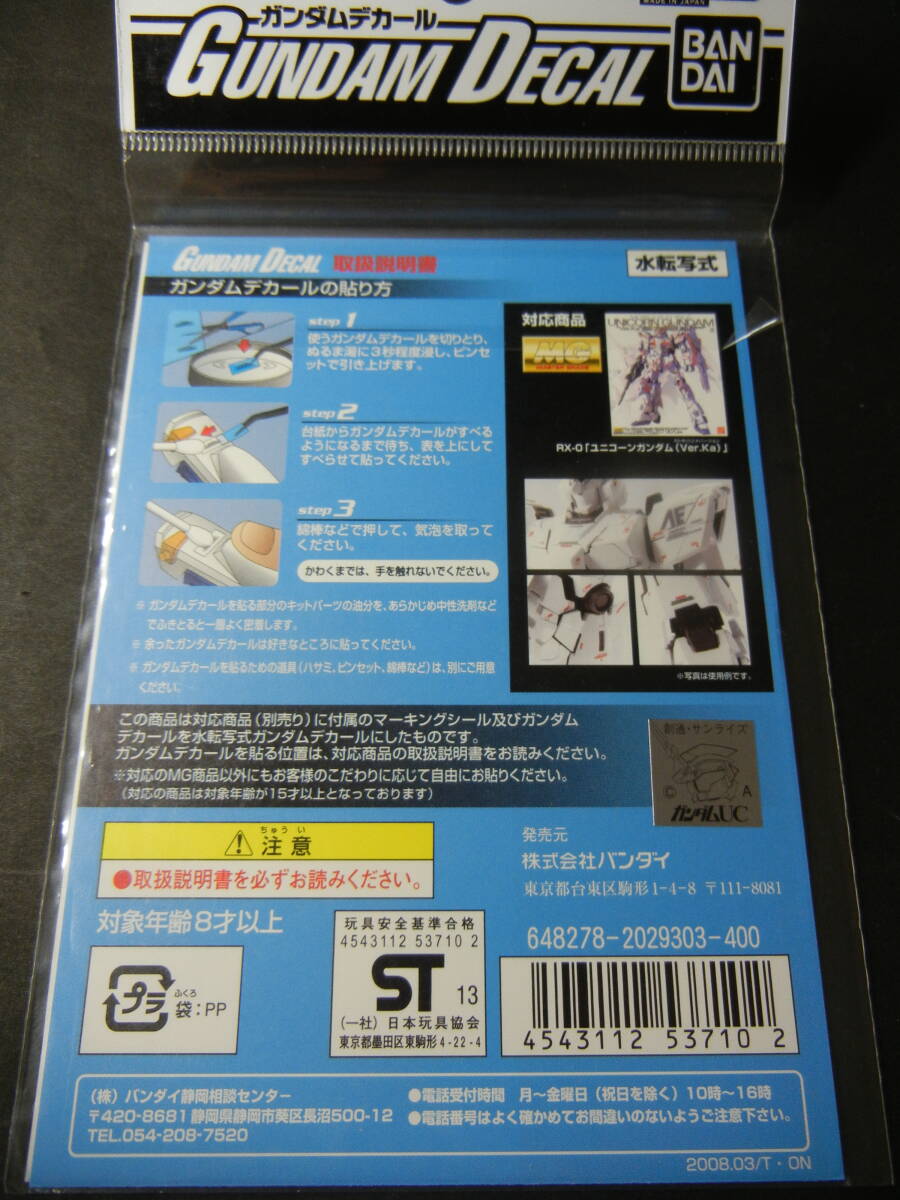 MADE IN JAPAN
ガンダムデカール
GUNDAM DECAL
BAN
DAI
GUNDAM DECAL 取扱説明書
水転写式
ガンダムデカールの貼り方
step 1
使うガンダムデカールを切りとり、
ぬるま湯に3秒程度浸し、ピンセ
ットで引き上げます。
step 2
台紙からガンダムデカールがすべる
ようになるまで待ち、表を上にして
すべらせて貼ってください。
step 3
綿棒などで押して、気泡を取って
ください。
かわくまでは、手を触れないでください。
※ガンダムデカールを貼る部分のキットパーツの油分を、あらかじめ中性洗剤など
でふきとると一層よく密着します。
※余ったガンダムデカールは好きなところに貼ってください。
※ガンダムデカールを貼るための道具(ハサミ、ピンセット、綿棒など)は、別にご用意
ください。
対応商品
MG
MASTER GRADE
UNICORN GUNDAM
RX-0「ユニコーンガンダム(Ver.Ka)」
AE
※写真は使用例です。
この商品は対応商品(別売り)に付属のマーキングシール及びガンダム
デカールを水転写式ガンダムデカールにしたものです。
ガンダムデカールを貼る位置は、対応商品の取扱説明書をお読みください。
※対応のMG商品以外にもお客様のこだわりに応じて自由にお貼りください。
(対応の商品は対象年齢が15才以上となっております)
創通・サンライズ
© A
ガンダムUC
ちゅうい
注意
●取扱説明書を必ずお読みください。
発売元
株式会社バンダイ
東京都台東区駒形1-4-8 〒111-8081
対象年齢8才以上
プラ
ふくろ
袋:PP
玩具安全基準合格
4543112 53710 2
ST 13
(一社)日本玩具協会
東京都墨田区東駒形4-22-4
648278-2029303-400
4543112 53710 2
(株)バンダイ静岡相談センター
〒420-8681 静岡県静岡市葵区長沼500-12
TEL.054-208-7520
●電話受付時間 月~金曜日(祝日を除く)10時~16時
●電話番号はよく確かめてお間違いのないようご注意下さい。
2008.03/T・ON